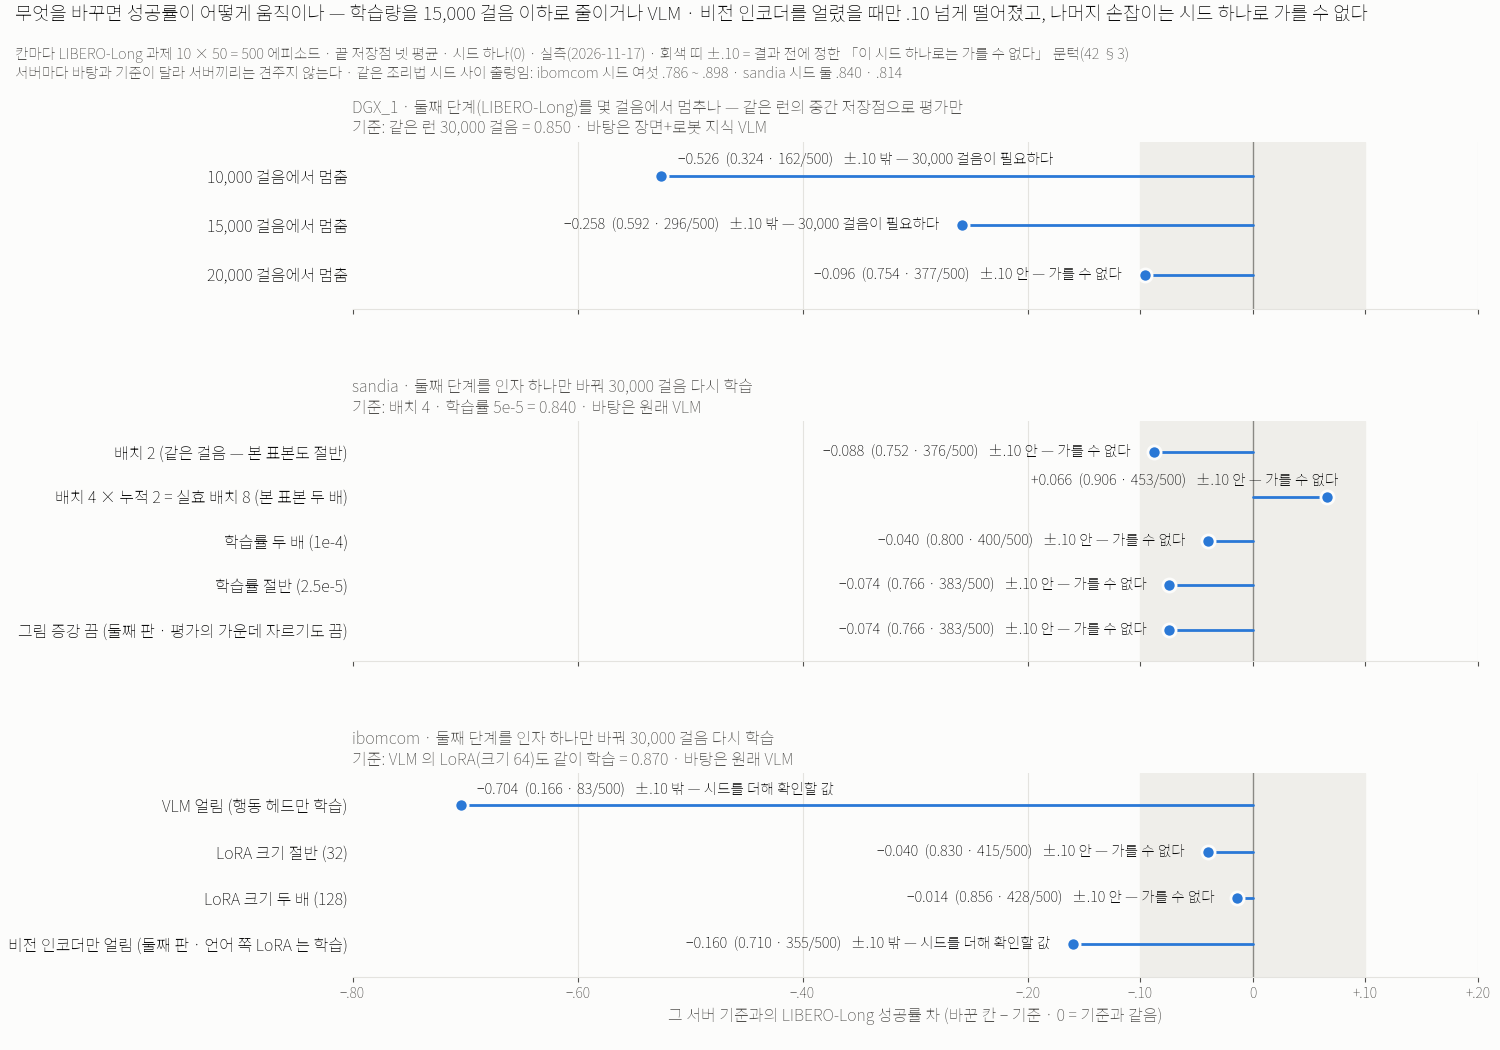 무엇을 바꾸면 성공률이 어떻게 움직이나 — 학습량을 15,000 걸음 이하로 줄이거나 VLM · 비전 인코더를 얼렸을 때만 .10 넘게 떨어졌고, 나머지 손잡이는 시드 하나로 가를 수 없다
칸마다 LIBERO-Long 과제 10 × 50 = 500 에피소드 · 끝 저장점 넷 평균 · 시드 하나(0) · 실측(2026-11-17) · 회색 띠 ±.10 = 결과 전에 정한 「이 시드 하나로는 가를 수 없다」 문턱(42 §3)
서버마다 바탕과 기준이 달라 서버끼리는 견주지 않는다 · 같은 조리법 시드 사이 출렁임: ibomcom 시드 여섯 .786 ~ .898 · sandia 시드 둘 .840 · .814
DGX_1 · 둘째 단계(LIBERO-Long)를 몇 걸음에서 멈추나 — 같은 런의 중간 저장점으로 평가만
기준: 같은 런 30,000 걸음 = 0.850 · 바탕은 장면+로봇 지식 VLM
−0.526 (0.324 · 162/500) ±.10 밖 — 30,000 걸음이 필요하다
10,000 걸음에서 멈춤
15,000 걸음에서 멈춤
−0.258 (0.592 · 296/500) ±.10 밖 — 30,000 걸음이 필요하다
20,000 걸음에서 멈춤
−0.096 (0.754 · 377/500) ±.10 안 — 가를 수 없다
sandia · 둘째 단계를 인자 하나만 바꿔 30,000 걸음 다시 학습
기준: 배치 4 · 학습률 5e-5 = 0.840 · 바탕은 원래 VLM
배치 2 (같은 걸음 — 본 표본도 절반)
−0.088 (0.752 · 376/500) ±.10 안 — 가를 수 없다
+0.066 (0.906 · 453/500) ±.10 안 — 가를 수 없다
배치 4 × 누적 2 = 실효 배치 8 (본 표본 두 배)
학습률 두 배 (1e-4)
−0.040 (0.800 · 400/500) ±.10 안 — 가를 수 없다
학습률 절반 (2.5e-5)
−0.074 (0.766 · 383/500) ±.10 안 — 가를 수 없다
그림 증강 끔 (둘째 판 · 평가의 가운데 자르기도 끔)
−0.074 (0.766 · 383/500) ±.10 안 — 가를 수 없다
ibomcom · 둘째 단계를 인자 하나만 바꿔 30,000 걸음 다시 학습
기준: VLM 의 LoRA(크기 64)도 같이 학습 = 0.870 · 바탕은 원래 VLM
−0.704 (0.166 · 83/500) ±.10 밖 — 시드를 더해 확인할 값
VLM 얼림 (행동 헤드만 학습)
LoRA 크기 절반 (32)
−0.040 (0.830 · 415/500) ±.10 안 — 가를 수 없다
LoRA 크기 두 배 (128)
−0.014 (0.856 · 428/500) ±.10 안 — 가를 수 없다
비전 인코더만 얼림 (둘째 판 · 언어 쪽 LoRA 는 학습)
−0.160 (0.710 · 355/500) ±.10 밖 — 시드를 더해 확인할 값
−.80 −.60 −.40 −.20 −.10 0 +.10 +.20
그 서버 기준과의 LIBERO-Long 성공률 차 (바꾼 칸 − 기준 · 0 = 기준과 같음)